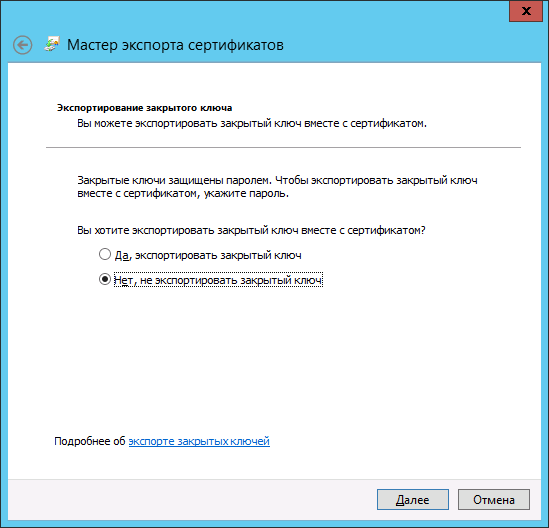 Мастер экспорта сертификатов
Экспортирование закрытого ключа
Вы можете экспортировать закрытый ключ вместе с сертификатом.
Закрытые ключи защищены паролем. Чтобы экспортировать закрытый ключ
вместе с сертификатом, укажите пароль.
Вы хотите экспортировать закрытый ключ вместе с сертификатом?
Да, экспортировать закрытый ключ
Нет, не экспортировать закрытый ключ
Подробнее об экспорте закрытых ключей
Далее
Отмена